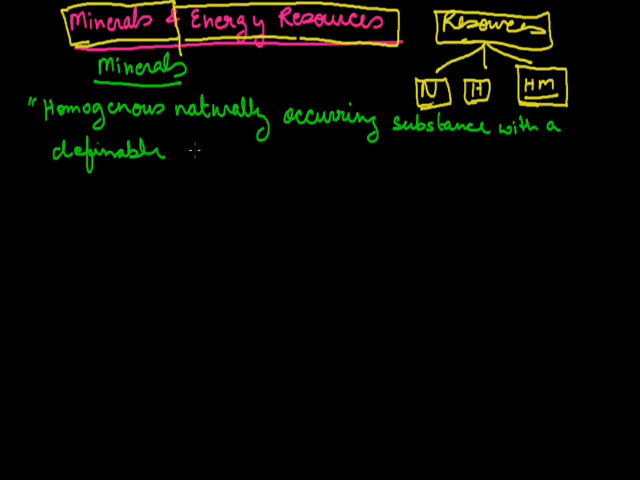 Minerals & Energy Resources
Resources
Minerals
N H HM
"Homogenous naturally occurring substance with a
definable